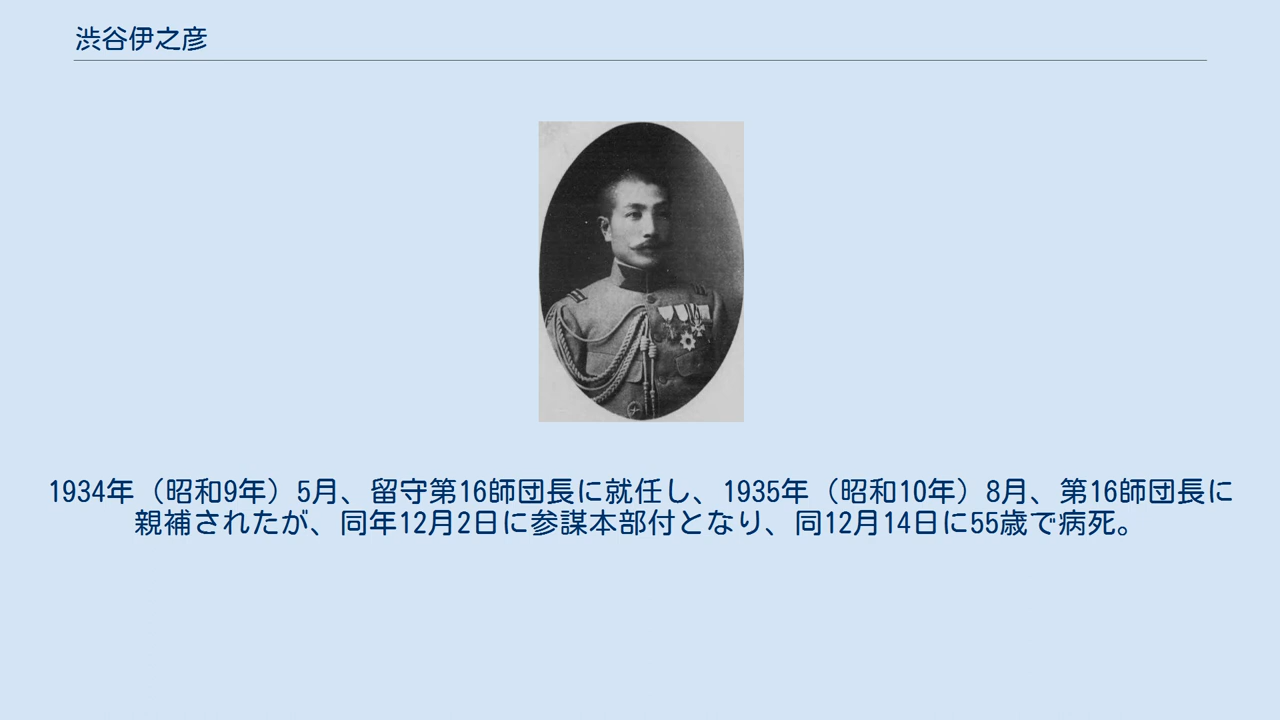 渋谷伊之彦
1934年（昭和9年）5月、留守第16師団長に就任し、1935年（昭和10年）8月、第16師団長に
親補されたが、同年12月2日に参謀本部付となり、同12月14日に55歳で病死。